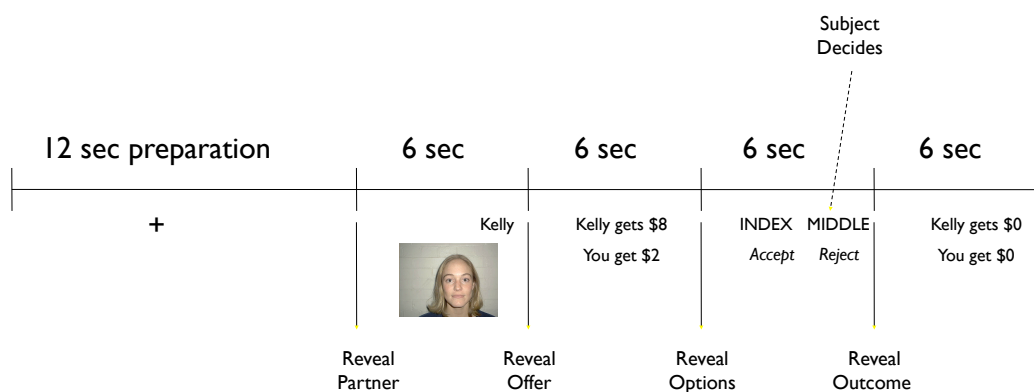 Subject
Decides
12 sec preparation
6 sec
6 sec
6 sec
6 sec
+
Kelly
Kelly gets $8
You get $2
INDEX MIDDLE
Accept Reject
Kelly gets $0
You get $0
Reveal
Partner
Reveal
Offer
Reveal
Options
Reveal
Outcome